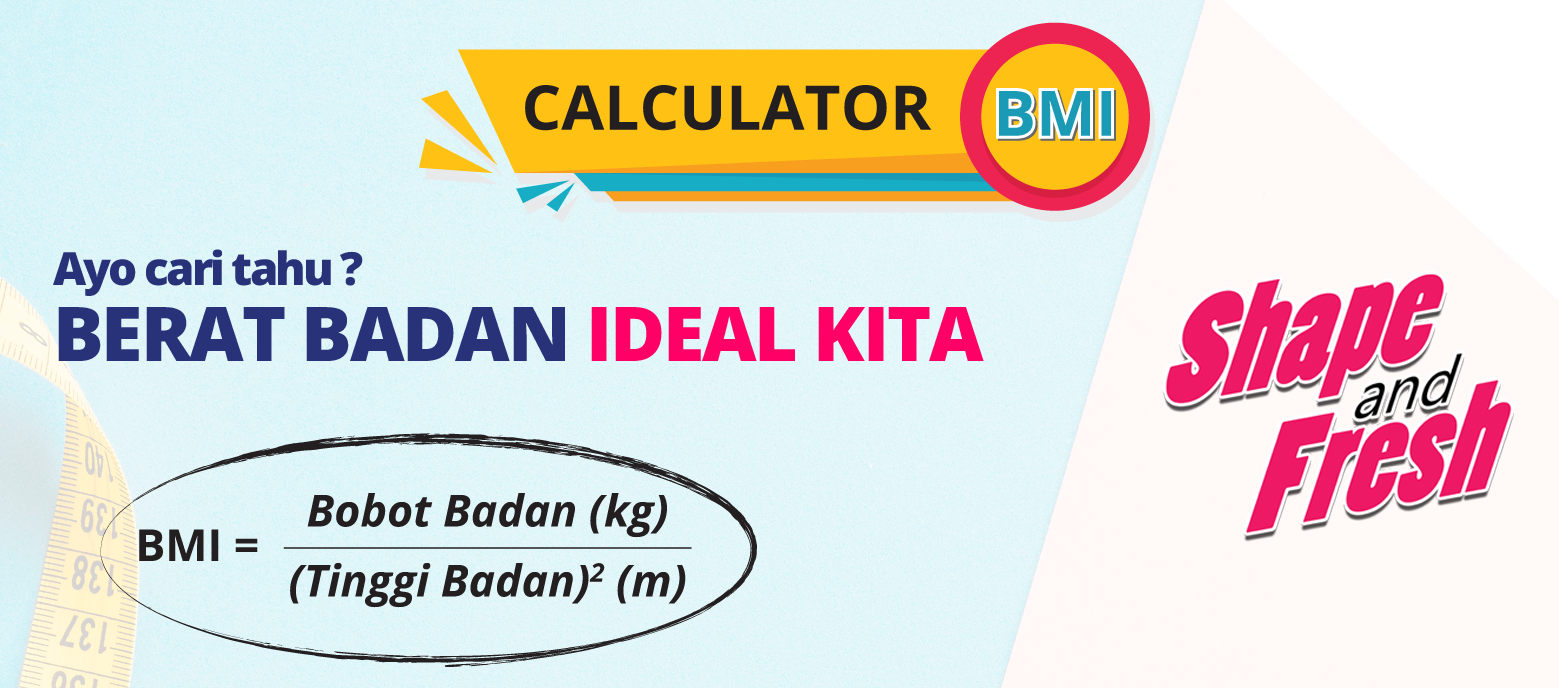 CALCULATOR BMI
Ayo cari tahu ?
BERAT BADAN IDEAL KITA
Shape
and
Fresh
BMI = Bobot Badan (kg)
(Tinggi Badan)² (m)
8
140
139
138
137